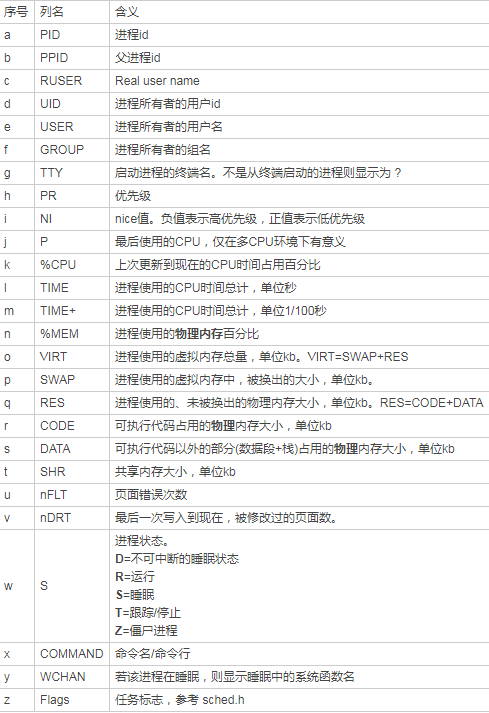 序号 列名 含义
a PID 进程id
b PPID 父进程id
c RUSER Real user name
d UID 进程所有者的用户id
e USER 进程所有者的用户名
f GROUP 进程所有者的组名
g TTY 启动进程的终端名。不是从终端启动的进程则显示为 ?
h PR 优先级
i NI nice值。负值表示高优先级，正值表示低优先级
j P 最后使用的CPU，仅在多CPU环境下有意义
k %CPU 上次更新到现在的CPU时间占用百分比
l TIME 进程使用的CPU时间总计，单位秒
m TIME+ 进程使用的CPU时间总计，单位1/100秒
n %MEM 进程使用的物理内存百分比
o VIRT 进程使用的虚拟内存总量，单位kb。VIRT=SWAP+RES
p SWAP 进程使用的虚拟内存中，被换出的大小，单位kb。
q RES 进程使用的、未被换出的物理内存大小，单位kb。RES=CODE+DATA
r CODE 可执行代码占用的物理内存大小，单位kb
s DATA 可执行代码以外的部分(数据段+栈)占用的物理内存大小，单位kb
t SHR 共享内存大小，单位kb
u nFLT 页面错误次数
v nDRT 最后一次写入到现在，被修改过的页面数。
w S 进程状态。
D=不可中断的睡眠状态
R=运行
S=睡眠
T=跟踪/停止
Z=僵尸进程
x COMMAND 命令名/命令行
y WCHAN 若该进程在睡眠，则显示睡眠中的系统函数名
z Flags 任务标志，参考 sched.h